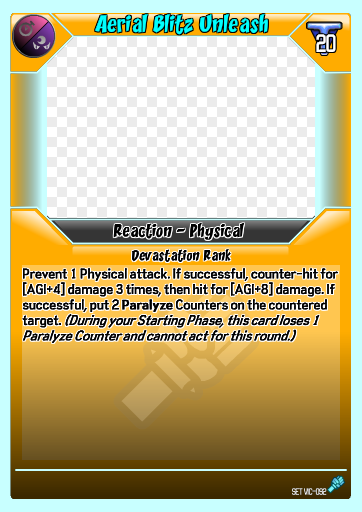 Aerial Blitz Unleash
20
Reaction - Physical
Devastation Rank
Prevent 1 Physical attack. If successful, counter-hit for
[AGI+4] damage 3 times, then hit for [AGI+8] damage. If
successful, put 2 Paralyze Counters on the countered
target. (During your Starting Phase, this card loses 1
Paralyze Counter and cannot act for this round.)
SET VIC-092